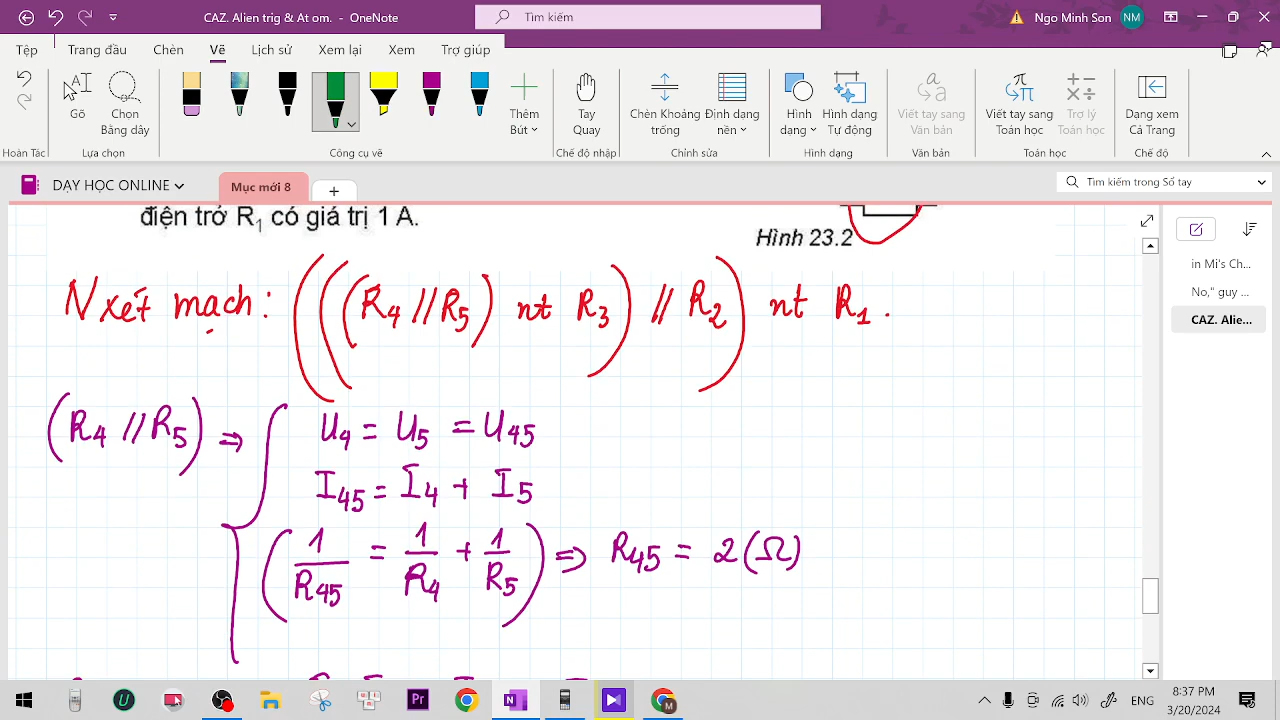 CAZ. Alien U. - OneNote
Tìm kiếm
Ngo Minh Son
NM
Tệp Trang đầu Chèn Vẽ Lịch sử Xem lại Xem Trợ giúp
Gõ
Chọn Bằng dây
Thêm Bút
Tay Quay
Chèn Khoảng trống
Định dạng nền
Hình dạng
Hình dạng Tự động
Viết tay sang Văn bản
Viết tay sang Toán học
Trợ lý Toán học
Dạng xem Cả Trang
Hoàn Tác Lựa chọn Công cụ vẽ Chế độ nhập Chỉnh sửa Hình dạng Văn bản Toán học Chế độ
DẠY HỌC ONLINE
Mục mới 8
+
Tìm kiếm trong Sổ tay
điện trở R₁ có giá trị 1 A.
Hình 23.2
in Mi's Ch...
No," guy ...
CAZ. Alie...
N xét mạch: (((R₄ // R₅) nt R₃) // R₂) nt R₁.
(R₄ // R₅) ⇒ { U₄ = U₅ = U₄₅
I₄₅ = I₄ + I₅
(1/R₄₅ = 1/R₄ + 1/R₅) ⇒ R₄₅ = 2 (Ω)
Pr
N
M
ENG
8:37 PM
3/20/2024